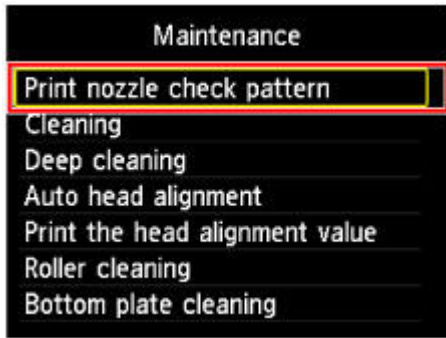 Maintenance
Print nozzle check pattern
Cleaning
Deep cleaning
Auto head alignment
Print the head alignment value
Roller cleaning
Bottom plate cleaning